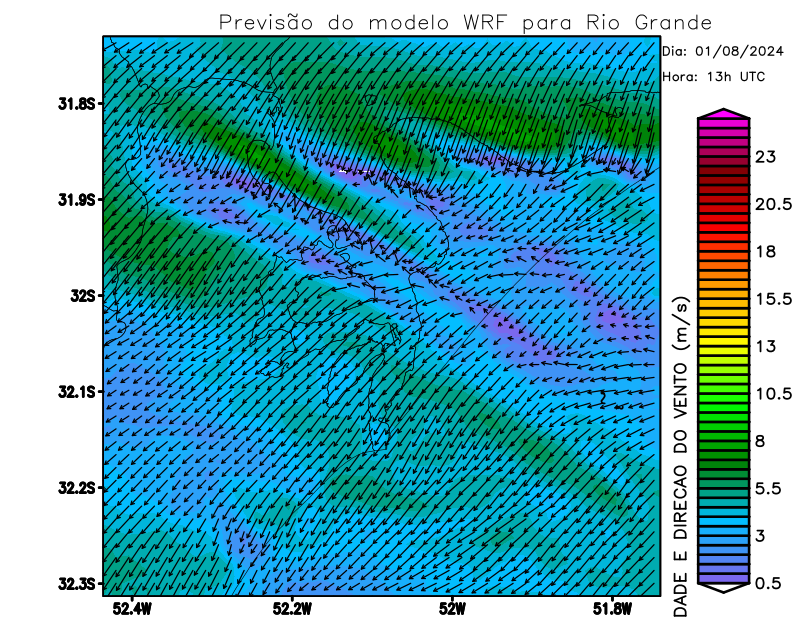 Previsão do modelo WRF para Rio Grande
Dia: 01/08/2024
Hora: 13h UTC
31.8S
31.9S
32S
32.1S
32.2S
32.3S
52.4W
52.2W
52W
51.8W
23
20.5
18
15.5
13
10.5
8
5.5
3
0.5
DADE E DIRECAO DO VENTO (m/s)